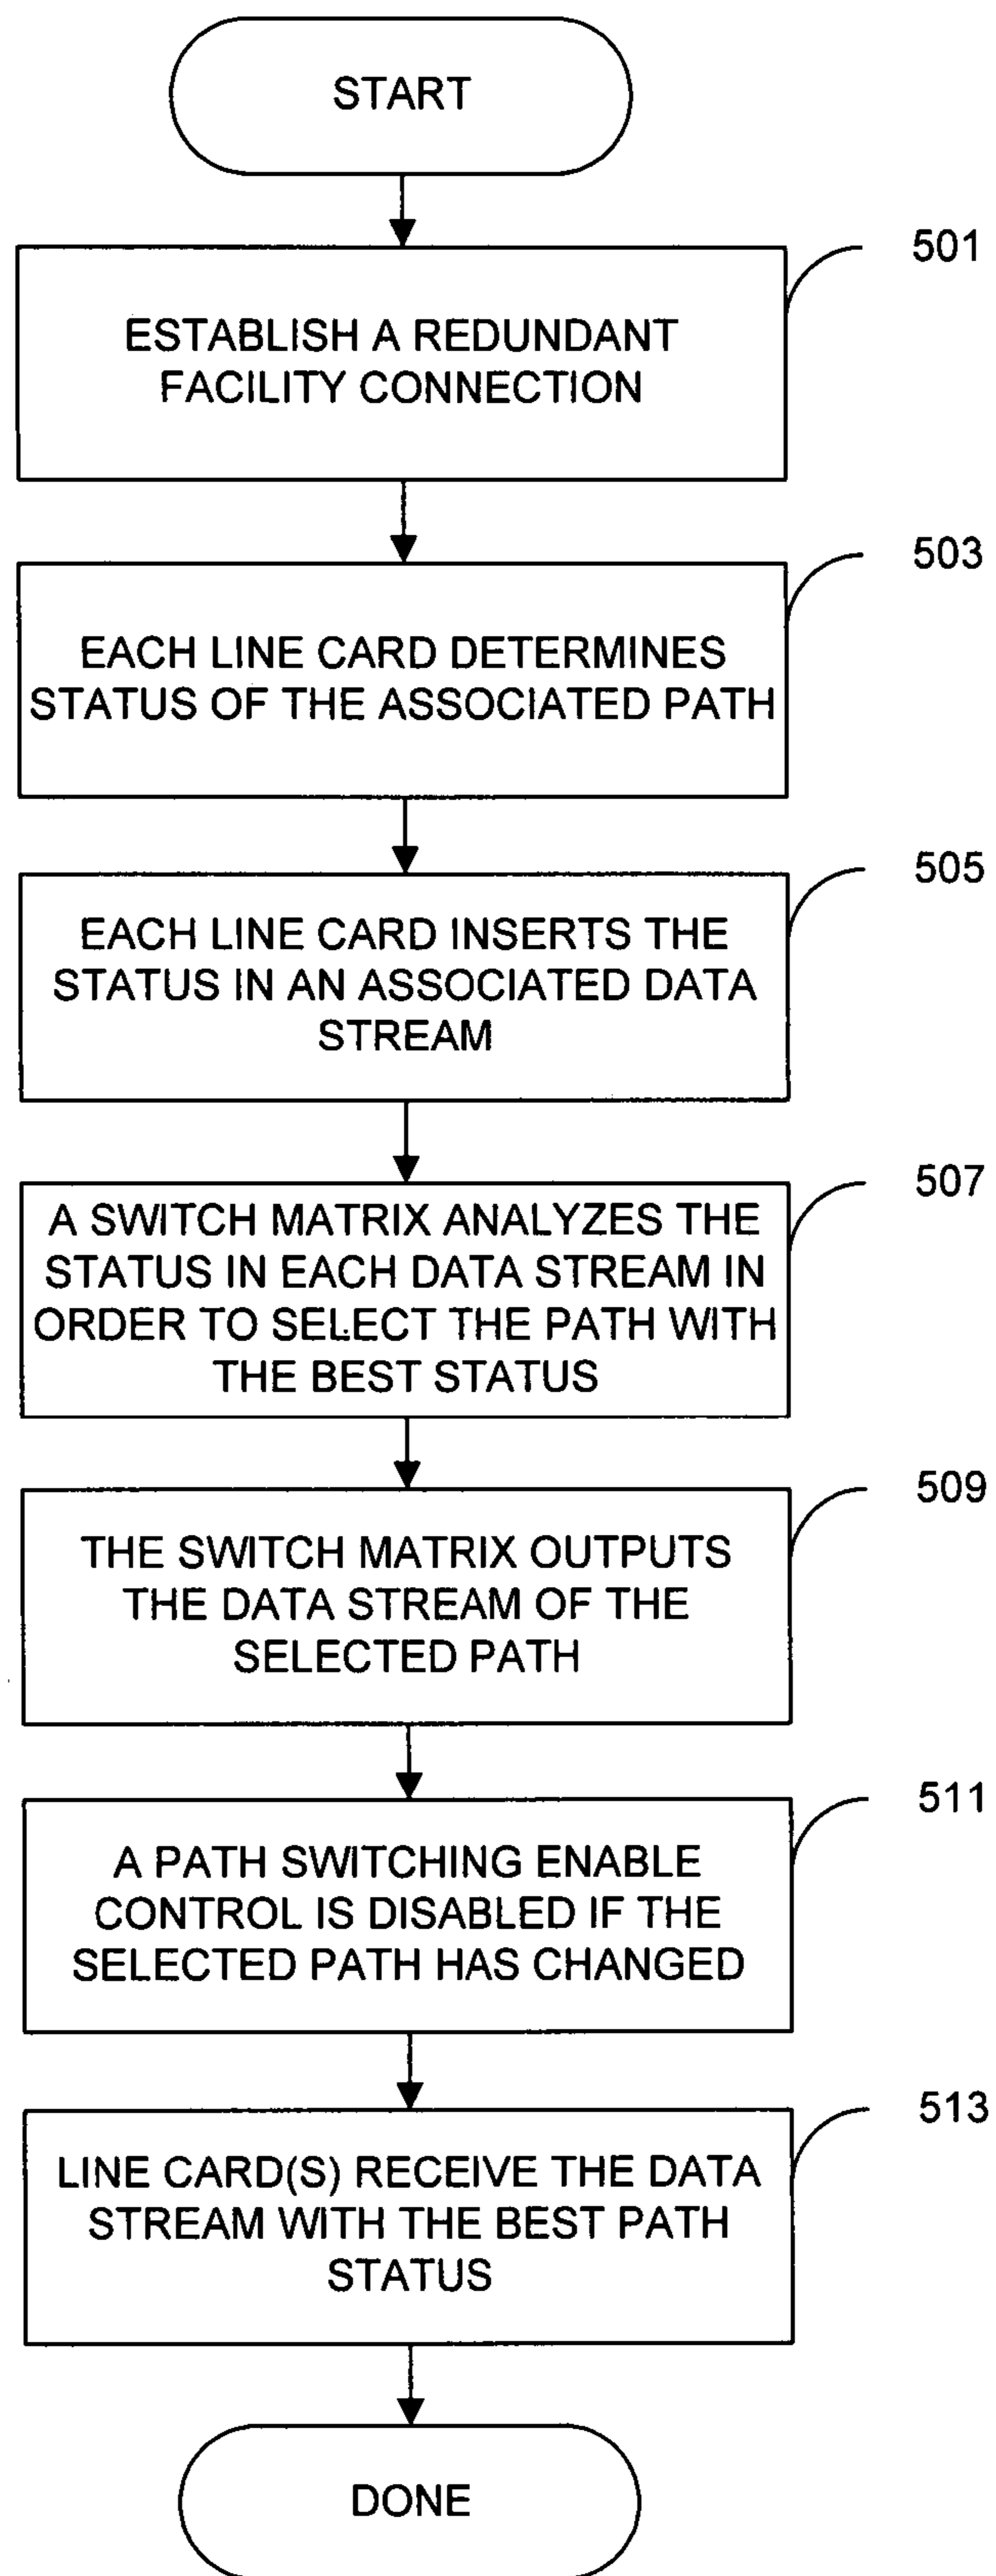 START
501
ESTABLISH A REDUNDANT
FACILITY CONNECTION
503
EACH LINE CARD DETERMINES
STATUS OF THE ASSOCIATED PATH
505
EACH LINE CARD INSERTS THE
STATUS IN AN ASSOCIATED DATA
STREAM
507
A SWITCH MATRIX ANALYZES THE
STATUS IN EACH DATA STREAM IN
ORDER TO SELECT THE PATH WITH
THE BEST STATUS
509
THE SWITCH MATRIX OUTPUTS
THE DATA STREAM OF THE
SELECTED PATH
511
A PATH SWITCHING ENABLE
CONTROL IS DISABLED IF THE
SELECTED PATH HAS CHANGED
513
LINE CARD(S) RECEIVE THE DATA
STREAM WITH THE BEST PATH
STATUS
DONE